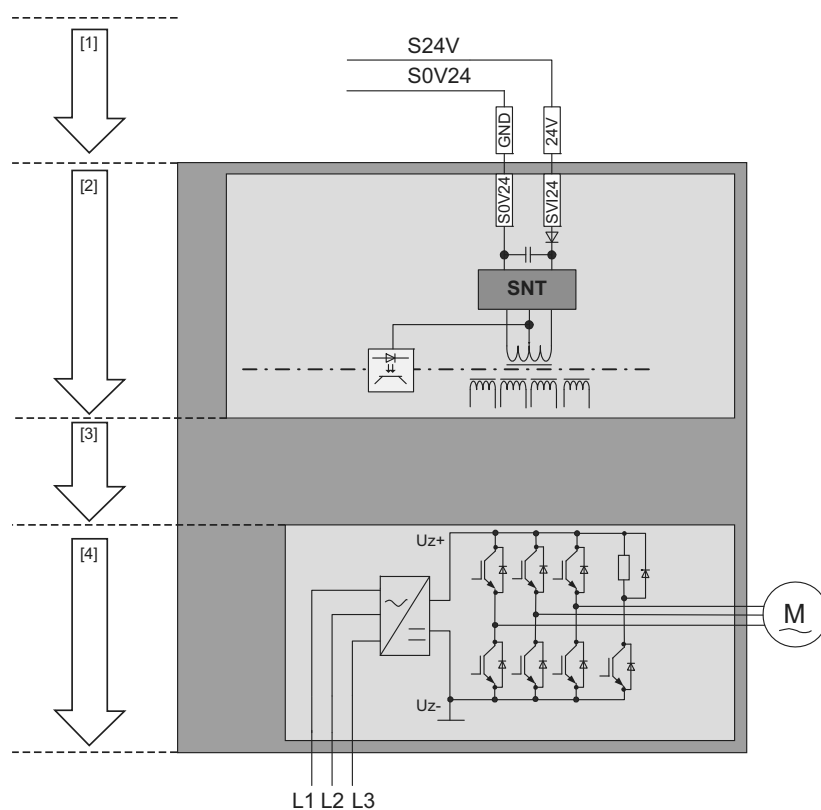 [1]
S24V
S0V24
GND
24V
[2]
S0V24
SVI24
SNT
[3]
[4]
Uz+
M
Uz-
L1 L2 L3